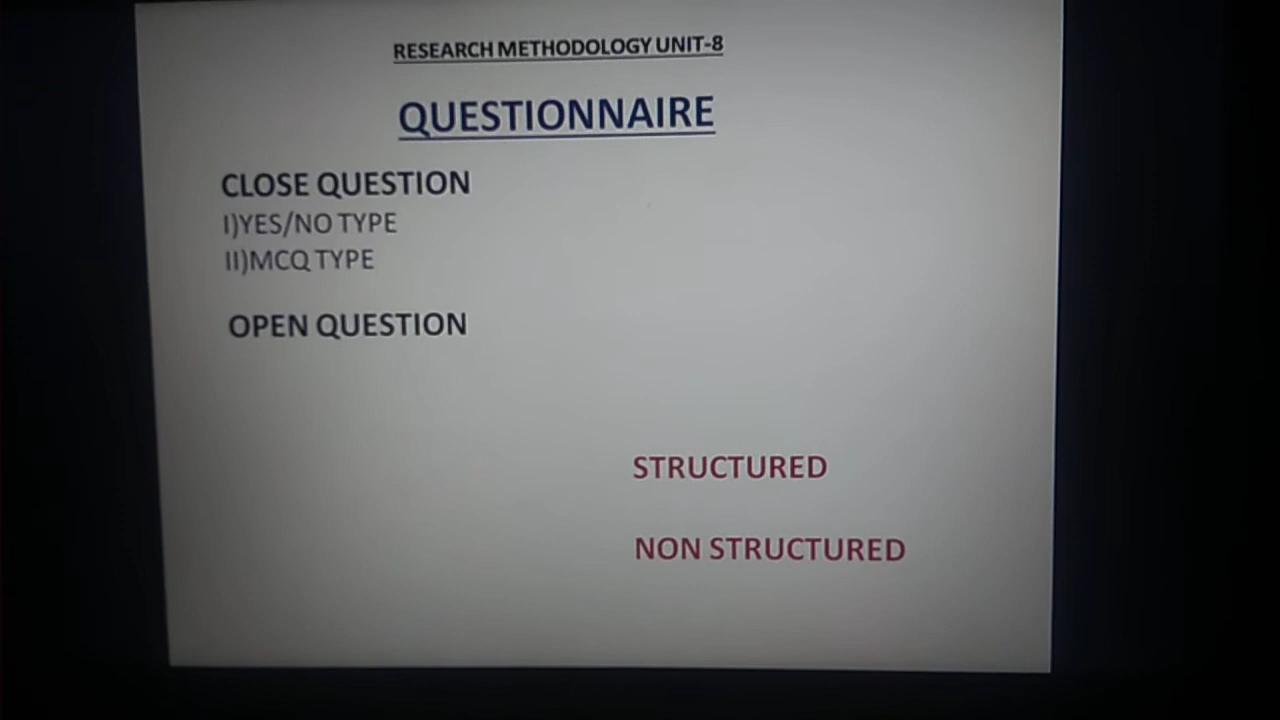 RESEARCH METHODOLOGY UNIT-8
QUESTIONNAIRE
CLOSE QUESTION
I)YES/NO TYPE
II)MCQ TYPE
OPEN QUESTION
STRUCTURED
NON STRUCTURED